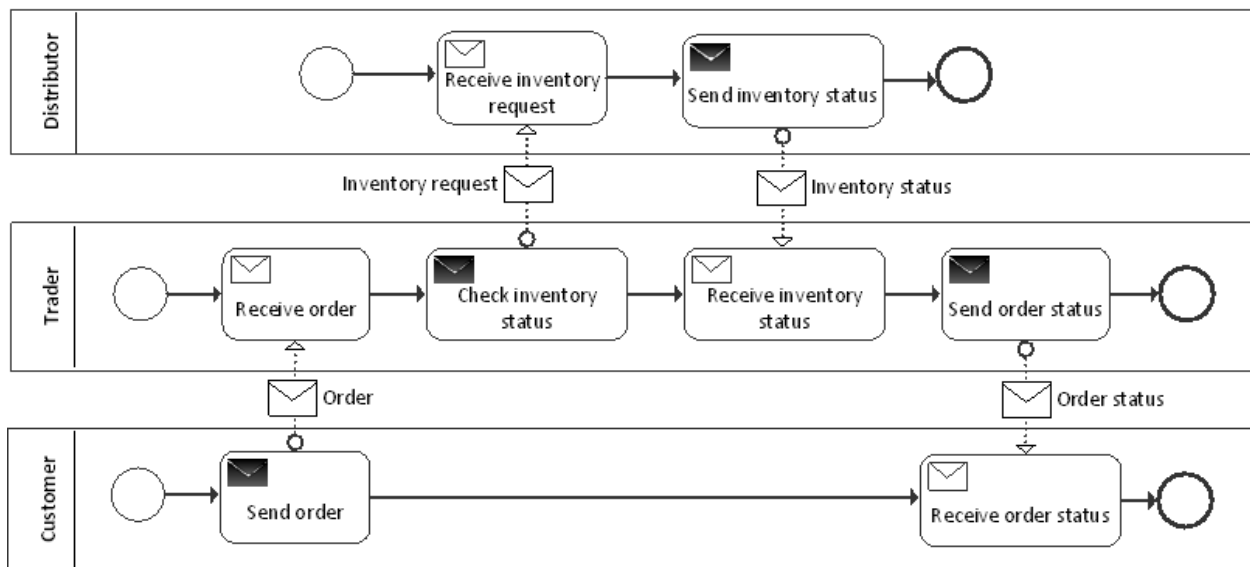 Distributor
Receive inventory
request
Send inventory status
Inventory request
Inventory status
Trader
Receive order
Check inventory
status
Receive inventory
status
Send order status
Order
Order status
Customer
Send order
Receive order status